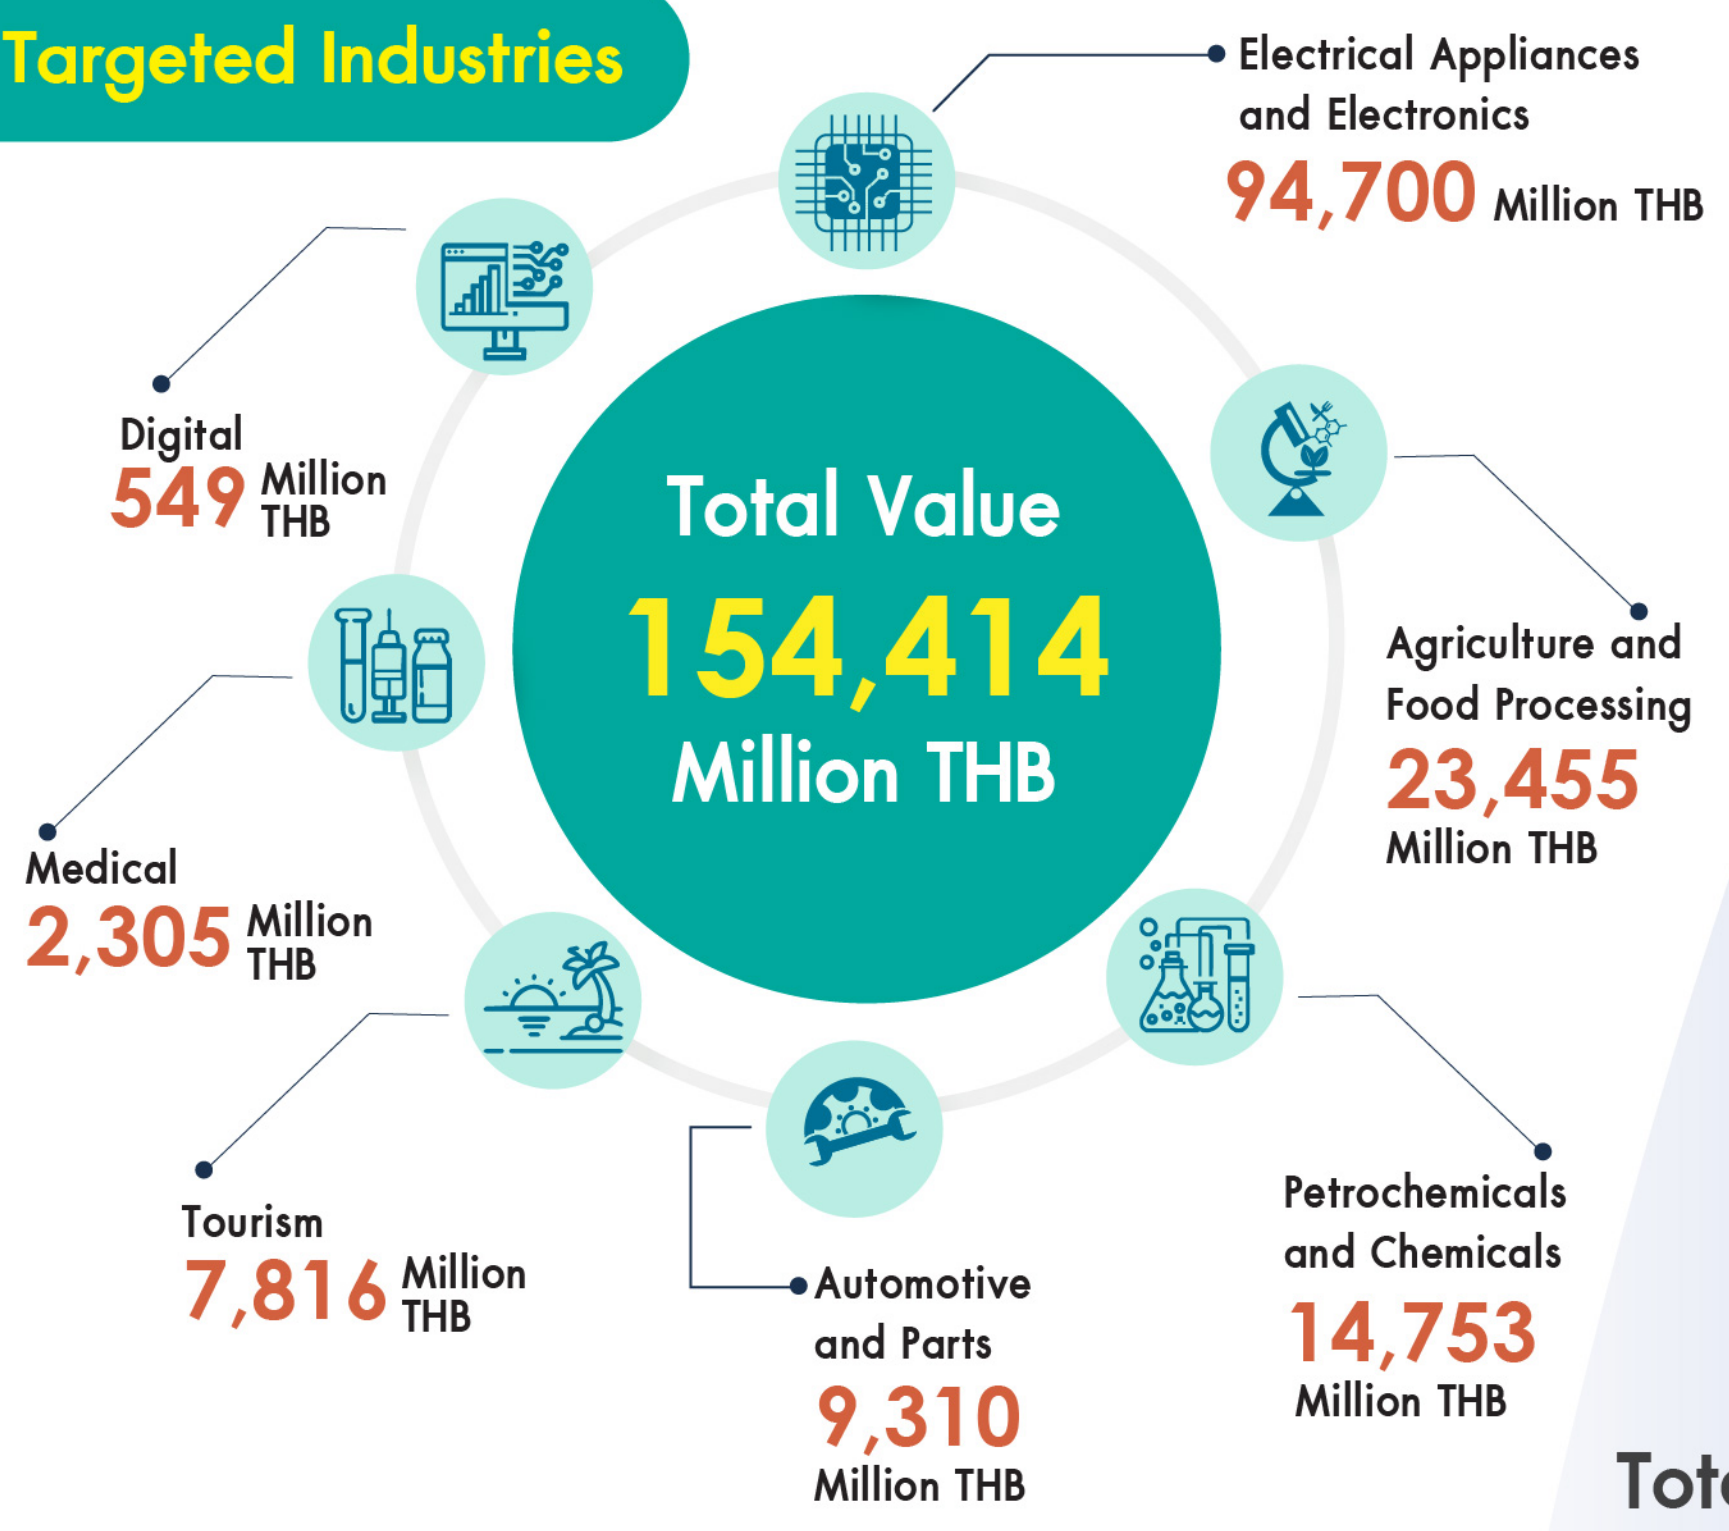 Targeted Industries
Electrical Appliances
and Electronics
94,700 Million THB
Agriculture and
Food Processing
23,455
Million THB
Petrochemicals
and Chemicals
14,753
Million THB
Automotive
and Parts
9,310
Million THB
Tourism
7,816 Million
THB
Medical
2,305 Million
THB
Digital
549 Million
THB
Total Value
154,414
Million THB